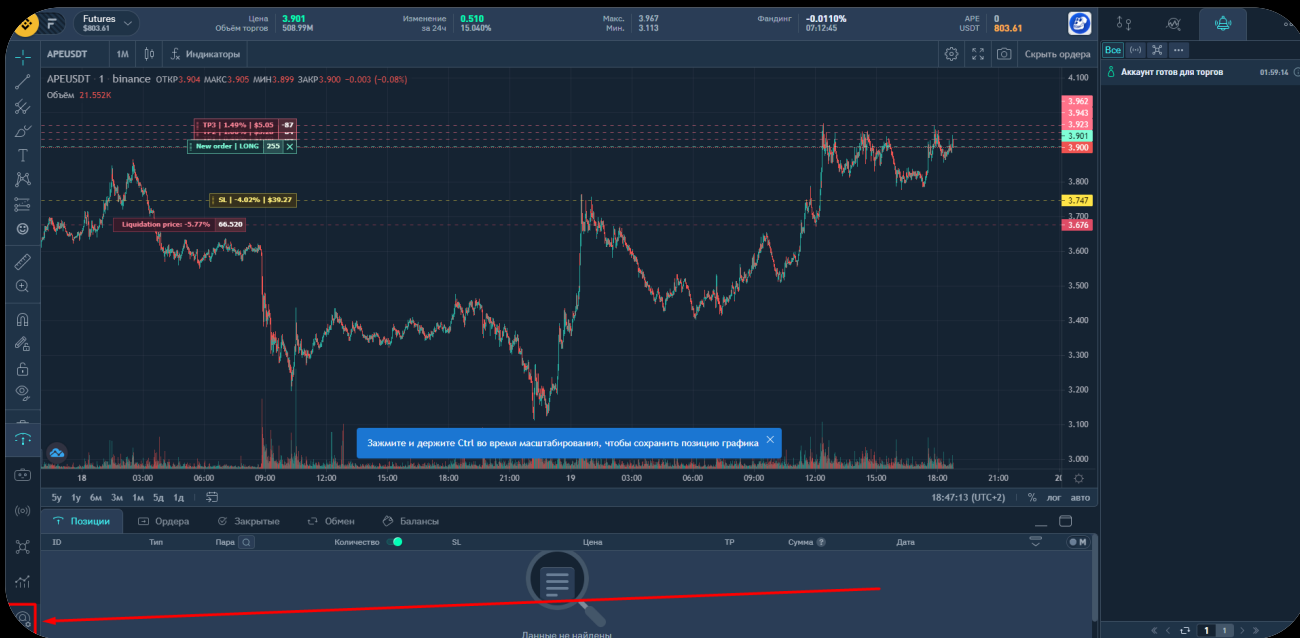 Futures
$803.61
Цена 3.901
Объём торгов 508.99M
Изменение 0.510
за 24ч 15.040%
Макс. 3.967
Мин. 3.113
Фандинг -0.0110%
07:12:45
APE 0
USDT 803.61
APEUSDT 1М Индикаторы Скрыть ордера
Все
Аккаунт готов для торгов 01:59:14
APEUSDT · 1 · binance ОТКР3.904 МАКС3.905 МИН3.899 ЗАКР3.900 -0.003 (-0.08%)
Объём 21.552K
4.100
3.962
3.943
3.923
3.901
3.900
3.800
3.747
3.700
3.676
3.600
3.500
3.400
3.300
3.200
3.100
3.000
TP3 | 1.49% | $5.05 -87
New order | LONG 255
SL | -4.02% | $39.27
Liquidation price: -5.77% 66.520
Зажмите и держите Ctrl во время масштабирования, чтобы сохранить позицию графика
18 03:00 06:00 09:00 12:00 15:00 18:00 21:00 19 03:00 06:00 09:00 12:00 15:00 18:00 21:00
5y 1y 6м 3м 1м 5д 1д
18:47:13 (UTC+2) % лог авто
Позиции Ордера Закрытые Обмен Балансы
ID Тип Пара Количество SL Цена TP Сумма Дата М
Данные не найдены
1 1